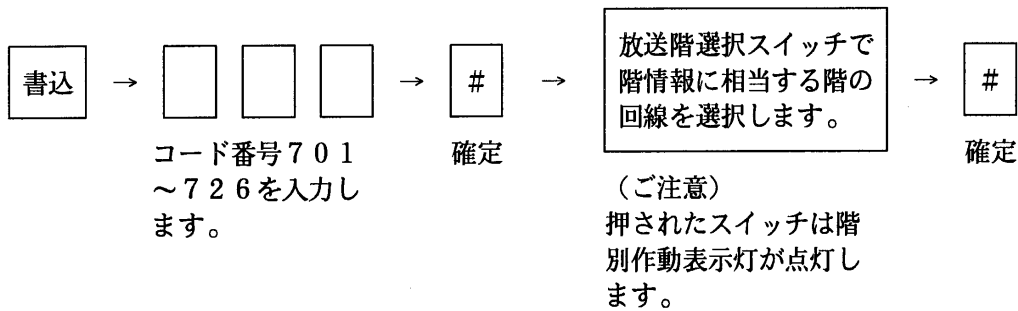 書込 → → # → 放送階選択スイッチで
階情報に相当する階の
回線を選択します。 → #
コード番号701
~726を入力し
ます。
確定
(ご注意)
押されたスイッチは階
別作動表示灯が点灯し
ます。
確定